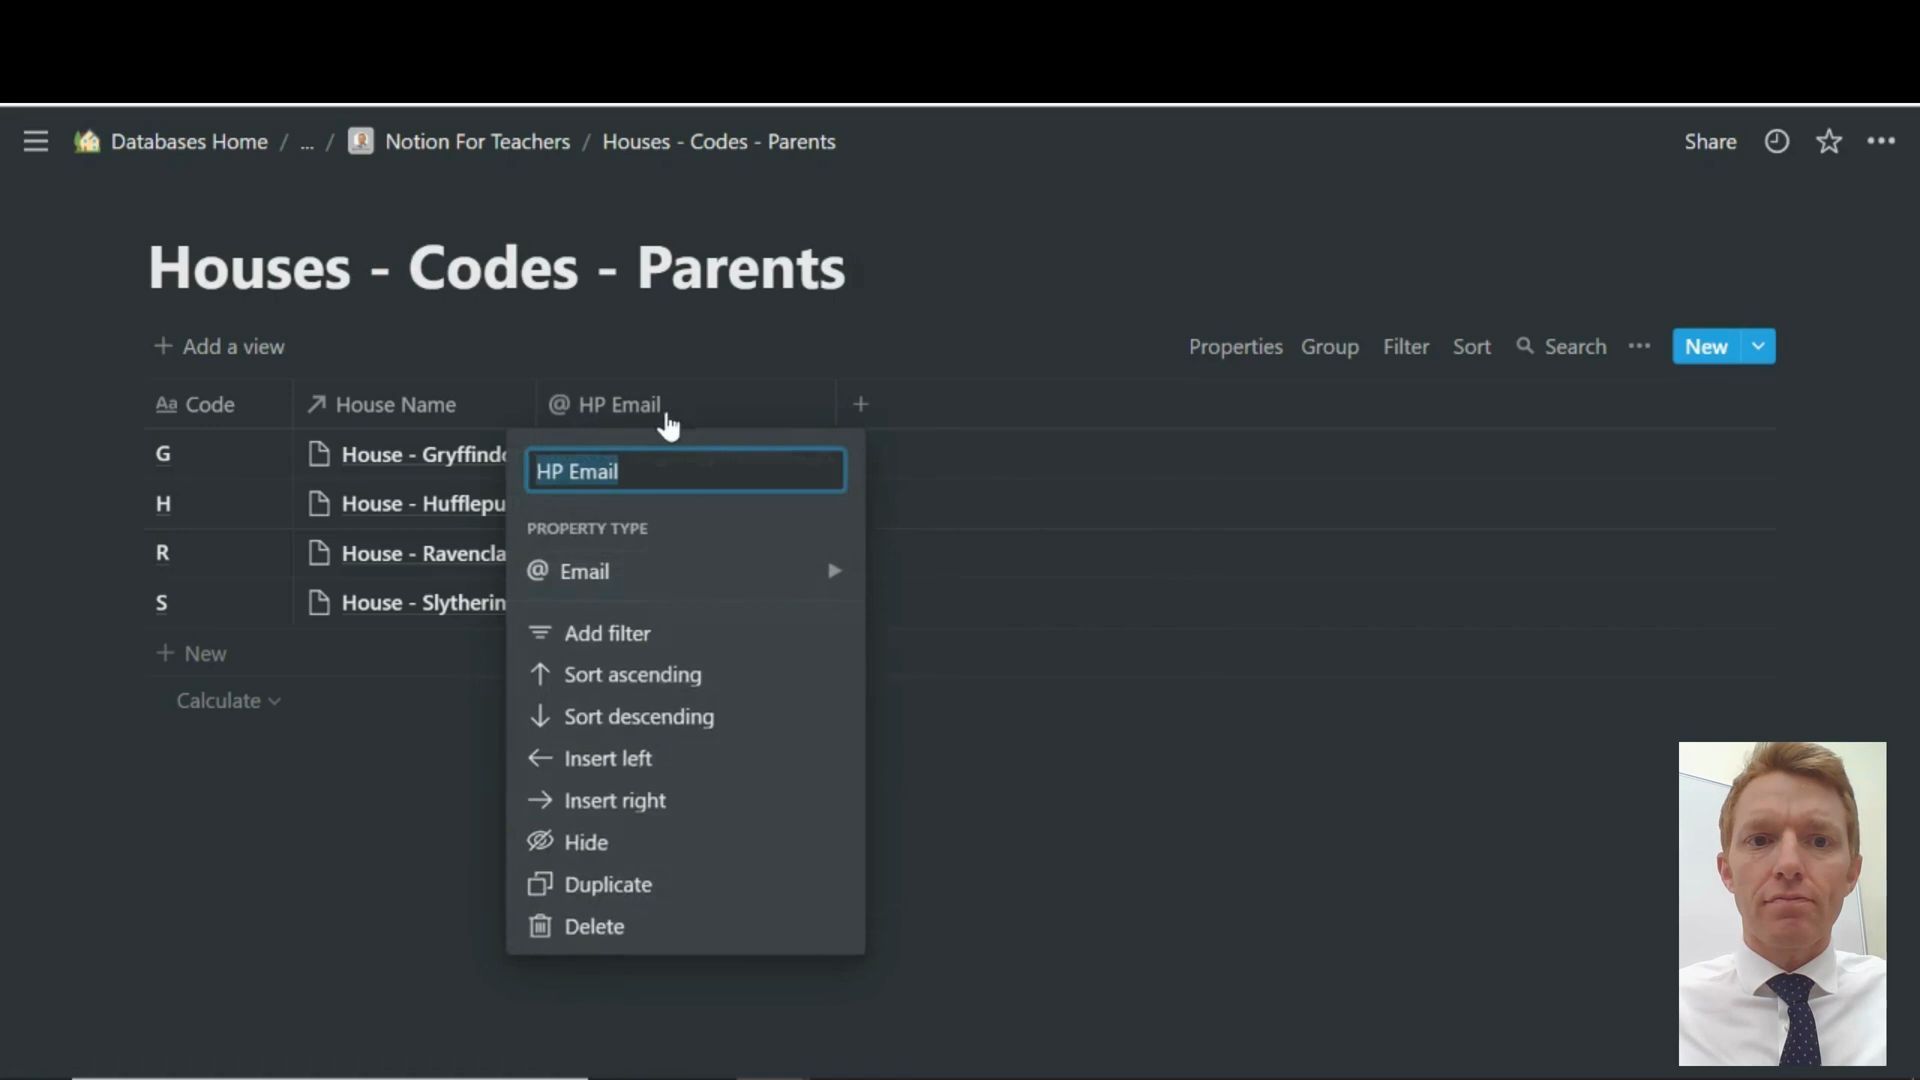 Databases Home / ... / Notion For Teachers / Houses - Codes - Parents
Share
Houses - Codes - Parents
+ Add a view
Properties Group Filter Sort Search ... New
Aa Code House Name @ HP Email +
G House - Gryffindo
H House - Hufflepu
R House - Ravencla
S House - Slytherin
+ New
Calculate
HP Email
PROPERTY TYPE
@ Email
Add filter
Sort ascending
Sort descending
Insert left
Insert right
Hide
Duplicate
Delete